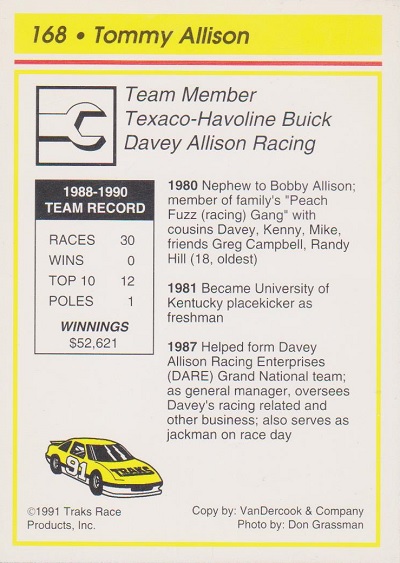 168 • Tommy Allison
Team Member
Texaco-Havoline Buick
Davey Allison Racing
1988-1990
TEAM RECORD
RACES 30
WINS 0
TOP 10 12
POLES 1
WINNINGS
$52,621
1980 Nephew to Bobby Allison;
member of family's "Peach
Fuzz (racing) Gang" with
cousins Davey, Kenny, Mike,
friends Greg Campbell, Randy
Hill (18, oldest)
1981 Became University of
Kentucky placekicker as
freshman
1987 Helped form Davey
Allison Racing Enterprises
(DARE) Grand National team;
as general manager, oversees
Davey's racing related and
other business; also serves as
jackman on race day
91
TRAKS
©1991 Traks Race
Products, Inc.
Copy by: VanDercook & Company
Photo by: Don Grassman